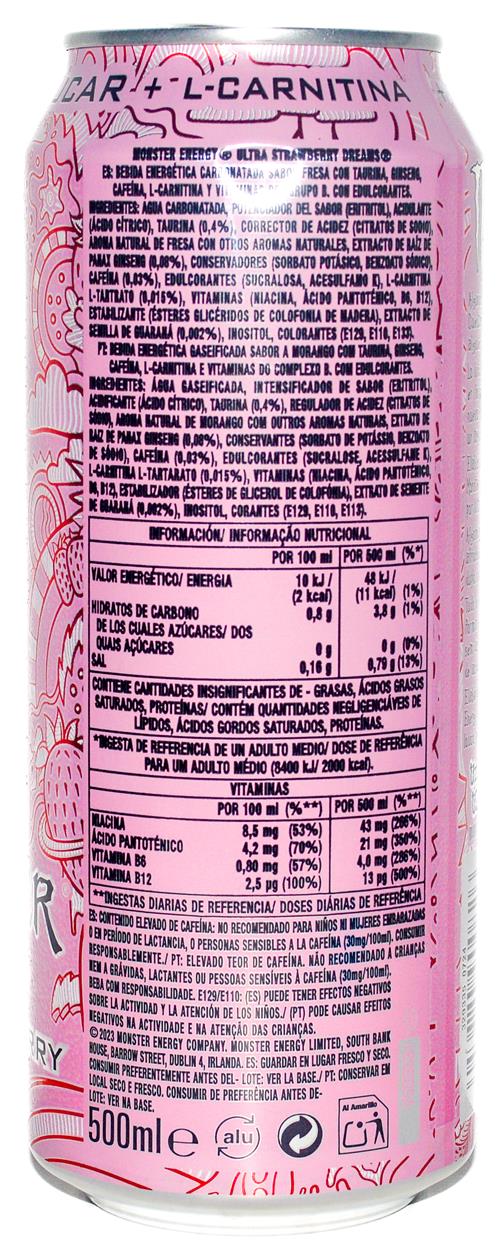 CAR + L-CARNITINA
MONSTER ENERGY® ULTRA STRAWBERRY DREAMS®
ES: BEBIDA ENERGÉTICA CARBONATADA SABOR FRESA CON TAURINA, GINSENG,
CAFEÍNA, L-CARNITINA Y VITAMINAS DEL GRUPO B. CON EDULCORANTES.
INGREDIENTES: AGUA CARBONATADA, POTENCIADOR DEL SABOR (ERITRITOL), ACIDULANTE
(ÁCIDO CÍTRICO), TAURINA (0,4%), CORRECTOR DE ACIDEZ (CITRATOS DE SODIO),
AROMA NATURAL DE FRESA CON OTROS AROMAS NATURALES, EXTRACTO DE RAÍZ DE
PANAX GINSENG (0,08%), CONSERVADORES (SORBATO POTÁSICO, BENZOATO SÓDICO),
CAFEÍNA (0,03%), EDULCORANTES (SUCRALOSA, ACESULFAMO K), L-CARNITINA
L-TARTRATO (0,015%), VITAMINAS (NIACINA, ÁCIDO PANTOTÉNICO, B6, B12),
ESTABILIZANTE (ÉSTERES GLICÉRIDOS DE COLOFONIA DE MADERA), EXTRACTO DE
SEMILLA DE GUARANÁ (0,002%), INOSITOL, COLORANTES (E129, E110, E133).
PT: BEBIDA ENERGÉTICA GASEIFICADA SABOR A MORANGO COM TAURINA, GINSENG,
CAFEÍNA, L-CARNITINA E VITAMINAS DO COMPLEXO B. COM EDULCORANTES.
INGREDIENTES: ÁGUA GASEIFICADA, INTENSIFICADOR DE SABOR (ERITRITOL),
ACIDIFICANTE (ÁCIDO CÍTRICO), TAURINA (0,4%), REGULADOR DE ACIDEZ (CITRATOS DE
SÓDIO), AROMA NATURAL DE MORANGO COM OUTROS AROMAS NATURAIS, EXTRATO DE
RAIZ DE PANAX GINSENG (0,08%), CONSERVANTES (SORBATO DE POTÁSSIO, BENZOATO
DE SÓDIO), CAFEÍNA (0,03%), EDULCORANTES (SUCRALOSE, ACESSULFAME K),
L-CARNITINA L-TARTARATO (0,015%), VITAMINAS (NIACINA, ÁCIDO PANTOTÉNICO,
B6, B12), ESTABILIZADOR (ÉSTERES DE GLICEROL DE COLOFÓNIA), EXTRATO DE SEMENTE
DE GUARANÁ (0,002%), INOSITOL, CORANTES (E129, E110, E133).
INFORMACIÓN/ INFORMAÇÃO NUTRICIONAL
POR 100 ml POR 500 ml (%*)
VALOR ENERGÉTICO/ ENERGIA 10 kJ / 48 kJ /
(2 kcal) (11 kcal) (1%)
HIDRATOS DE CARBONO 0,8 g 3,8 g (1%)
DE LOS CUALES AZÚCARES/ DOS
QUAIS AÇÚCARES 0 g 0 g (0%)
SAL 0,16 g 0,79 g (13%)
CONTIENE CANTIDADES INSIGNIFICANTES DE - GRASAS, ÁCIDOS GRASOS
SATURADOS, PROTEÍNAS/ CONTÉM QUANTIDADES NEGLIGENCIÁVEIS DE
LÍPIDOS, ÁCIDOS GORDOS SATURADOS, PROTEÍNAS.
*INGESTA DE REFERENCIA DE UN ADULTO MEDIO/ DOSE DE REFERÊNCIA
PARA UM ADULTO MÉDIO (8400 kJ/ 2000 kcal).
VITAMINAS
POR 100 ml (%**) POR 500 ml (%**)
NIACINA 8,5 mg (53%) 43 mg (266%)
ÁCIDO PANTOTÉNICO 4,2 mg (70%) 21 mg (350%)
VITAMINA B6 0,80 mg (57%) 4,0 mg (286%)
VITAMINA B12 2,5 µg (100%) 13 µg (500%)
**INGESTAS DIARIAS DE REFERENCIA/ DOSES DIÁRIAS DE REFERÊNCIA
ES: CONTENIDO ELEVADO DE CAFEÍNA: NO RECOMENDADO PARA NIÑOS NI MUJERES EMBARAZADAS
O EN PERÍODO DE LACTANCIA, O PERSONAS SENSIBLES A LA CAFEÍNA (30mg/100ml). CONSUMIR
RESPONSABLEMENTE./ PT: ELEVADO TEOR DE CAFEÍNA. NÃO RECOMENDADO A CRIANÇAS
NEM A GRÁVIDAS, LACTANTES OU PESSOAS SENSÍVEIS À CAFEÍNA (30mg/100ml).
BEBA COM RESPONSABILIDADE. E129/E110: (ES) PUEDE TENER EFECTOS NEGATIVOS
SOBRE LA ACTIVIDAD Y LA ATENCIÓN DE LOS NIÑOS./ (PT) PODE CAUSAR EFEITOS
NEGATIVOS NA ACTIVIDADE E NA ATENÇÃO DAS CRIANÇAS.
©2023 MONSTER ENERGY COMPANY. MONSTER ENERGY LIMITED, SOUTH BANK
HOUSE, BARROW STREET, DUBLIN 4, IRLANDA. ES: GUARDAR EN LUGAR FRESCO Y SECO.
CONSUMIR PREFERENTEMENTE ANTES DEL- LOTE: VER LA BASE./ PT: CONSERVAR EM
LOCAL SECO E FRESCO. CONSUMIR DE PREFERÊNCIA ANTES DE-
LOTE: VER NA BASE.
500ml e alu Al Amarillo
RRY